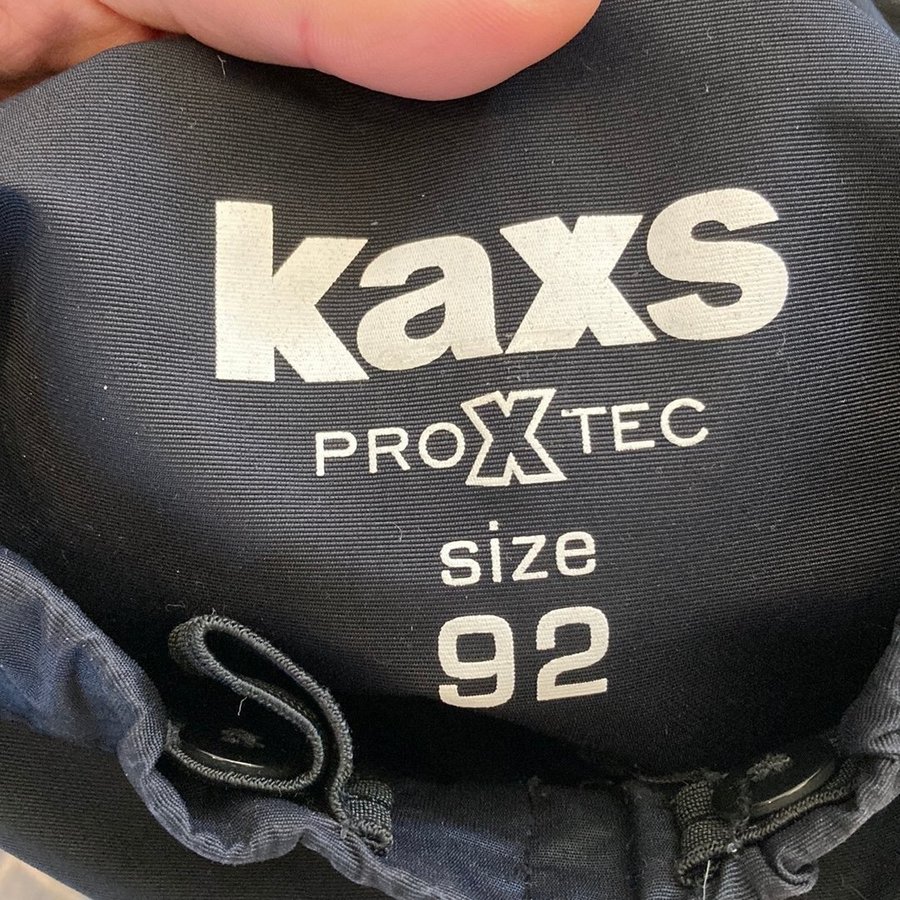 kaxs
PROXTEC
size
92